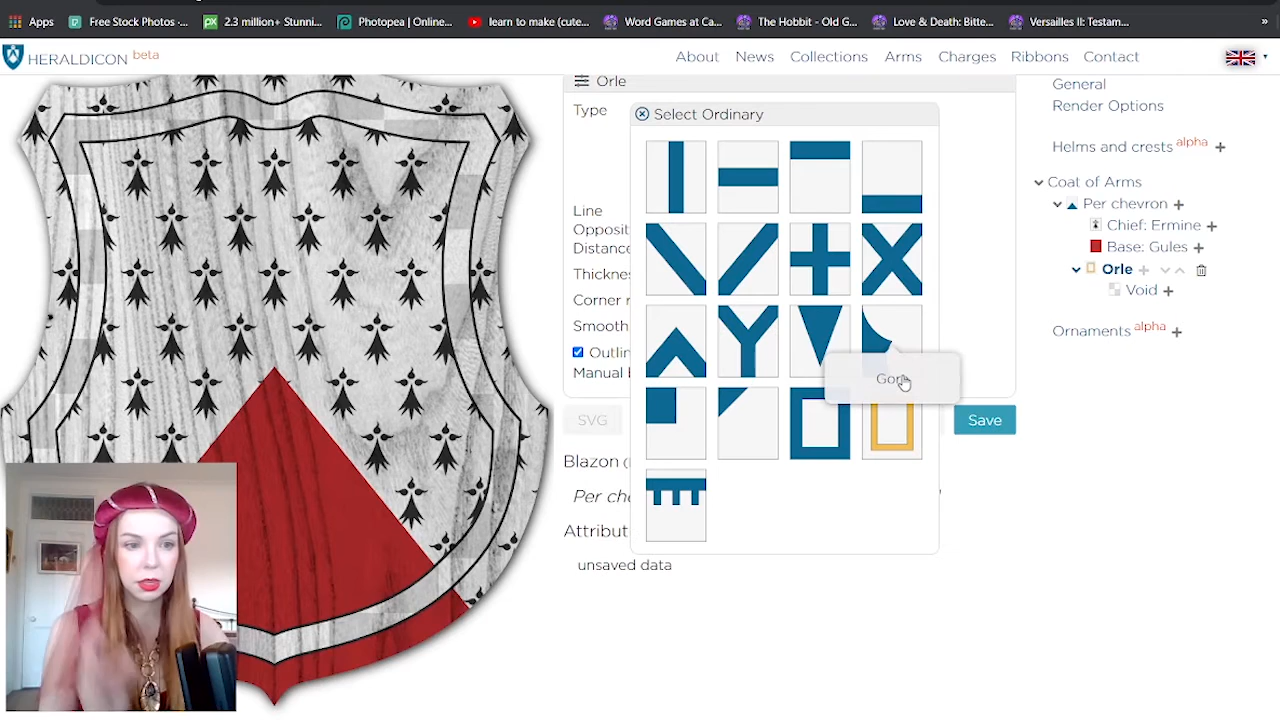 Apps
Free Stock Photos ·...
2.3 million+ Stunni...
Photopea | Online...
learn to make (cute...
Word Games at Ca...
The Hobbit - Old G...
Love & Death: Bitte...
Versailles II: Testam...
»
HERALDICON beta
About
News
Collections
Arms
Charges
Ribbons
Contact
Orle
Type
Select Ordinary
Line
Opposit
Distance
Thicknes
Corner r
Smooth
Outlin
Manual
SVG
Save
Blazon
Per che
Attribut
unsaved data
General
Render Options
Helms and crests alpha +
Coat of Arms
Per chevron +
Chief: Ermine +
Base: Gules +
Orle +
Void +
Ornaments alpha +